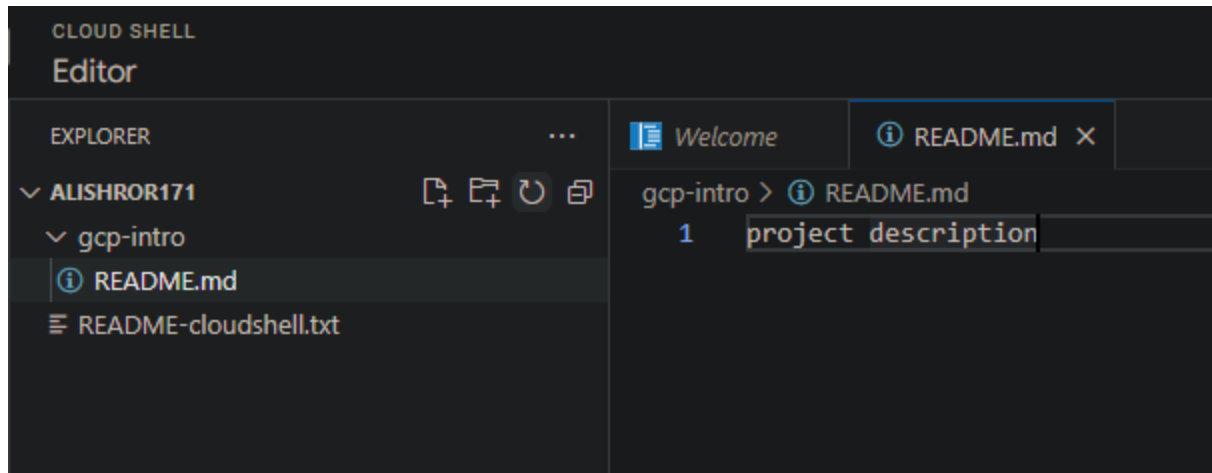 CLOUD SHELL
Editor
EXPLORER
ALISHROR171
gcp-intro
README.md
README-cloudshell.txt
Welcome
README.md
gcp-intro > README.md
1 project description